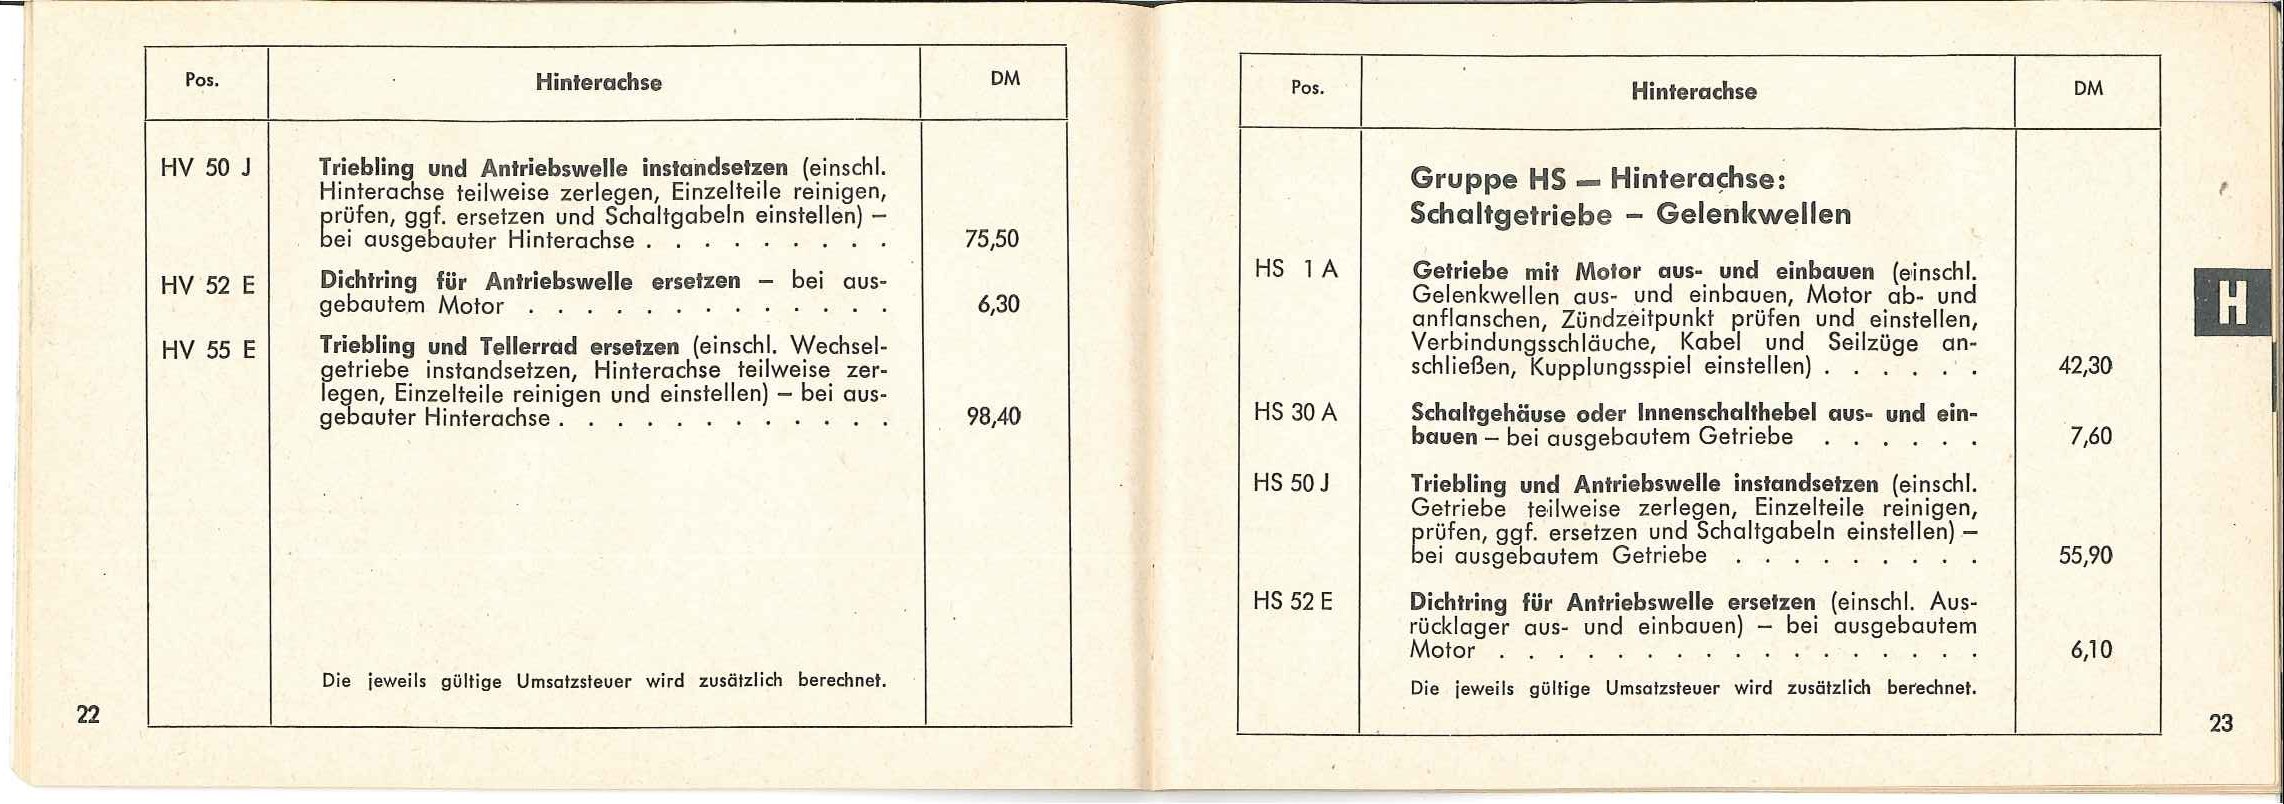 Pos. Hinterachse DM
HV 50 J Triebling und Antriebswelle instandsetzen (einschl.
Hinterachse teilweise zerlegen, Einzelteile reinigen,
prüfen, ggf. ersetzen und Schaltgabeln einstellen) –
bei ausgebauter Hinterachse . . . . . . . . . 75,50
HV 52 E Dichtring für Antriebswelle ersetzen – bei aus-
gebautem Motor . . . . . . . . . . . . . 6,30
HV 55 E Triebling und Tellerrad ersetzen (einschl. Wechsel-
getriebe instandsetzen, Hinterachse teilweise zer-
legen, Einzelteile reinigen und einstellen) – bei aus-
gebauter Hinterachse . . . . . . . . . . . . 98,40
Die jeweils gültige Umsatzsteuer wird zusätzlich berechnet.
22
Pos. Hinterachse DM
Gruppe HS – Hinterachse:
Schaltgetriebe – Gelenkwellen
HS 1 A Getriebe mit Motor aus- und einbauen (einschl.
Gelenkwellen aus- und einbauen, Motor ab- und
anflanschen, Zündzeitpunkt prüfen und einstellen,
Verbindungsschläuche, Kabel und Seilzüge an-
schließen, Kupplungsspiel einstellen) . . . . . . 42,30
HS 30 A Schaltgehäuse oder Innenschalthebel aus- und ein-
bauen – bei ausgebautem Getriebe . . . . . . 7,60
HS 50 J Triebling und Antriebswelle instandsetzen (einschl.
Getriebe teilweise zerlegen, Einzelteile reinigen,
prüfen, ggf. ersetzen und Schaltgabeln einstellen) –
bei ausgebautem Getriebe . . . . . . . . . 55,90
HS 52 E Dichtring für Antriebswelle ersetzen (einschl. Aus-
rücklager aus- und einbauen) – bei ausgebautem
Motor . . . . . . . . . . . . . . . . . 6,10
Die jeweils gültige Umsatzsteuer wird zusätzlich berechnet.
H
23